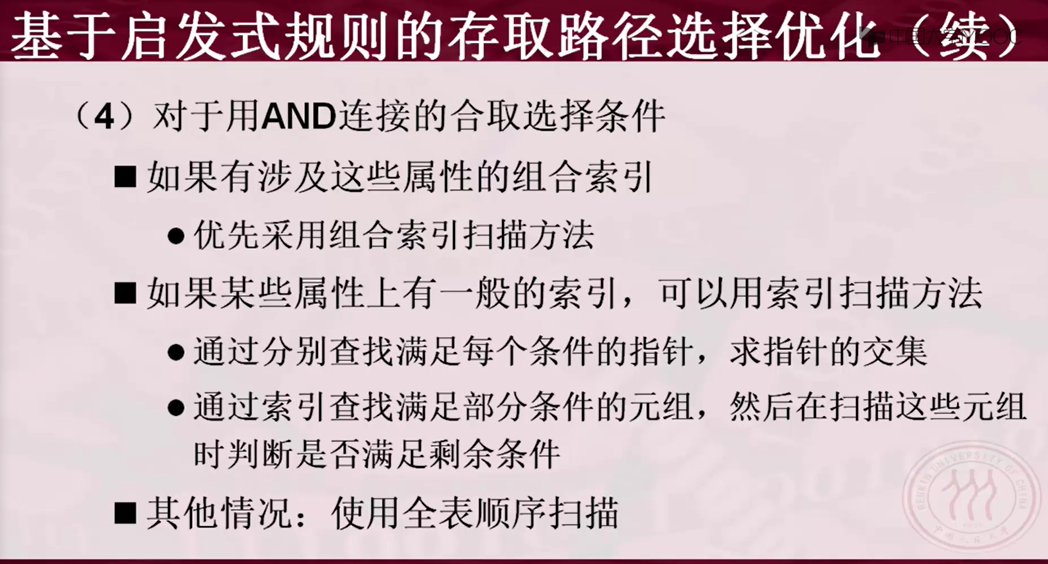 基于启发式规则的存取路径选择优化（续）
（4）对于用AND连接的合取选择条件
■ 如果有涉及这些属性的组合索引
● 优先采用组合索引扫描方法
■ 如果某些属性上有一般的索引，可以用索引扫描方法
● 通过分别查找满足每个条件的指针，求指针的交集
● 通过索引查找满足部分条件的元组，然后在扫描这些元组
时判断是否满足剩余条件
■ 其他情况：使用全表顺序扫描